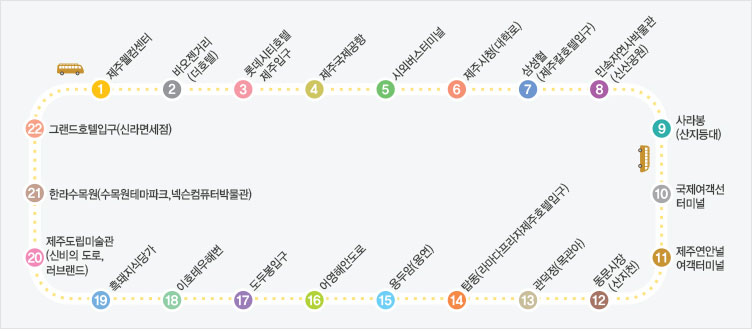 1
제주웰컴센터
2
바오젠거리
(더호텔)
3
롯데시티호텔
제주입구
4
제주국제공항
5
시외버스터미널
6
제주시청(대학로)
7
삼성혈
(제주칼호텔입구)
8
민속자연사박물관
(신산공원)
9
사라봉
(산지등대)
10
국제여객선
터미널
11
제주연안널
여객터미널
12
동문시장
(산지천)
13
관덕정(목관아)
14
탑동(라마다프라자제주호텔입구)
15
용두암(용연)
16
어영해안도로
17
도두봉입구
18
이호테우해변
19
흑돼지식당가
20
제주도립미술관
(신비의 도로,
러브랜드)
21
한라수목원(수목원테마파크,넥슨컴퓨터박물관)
22
그랜드호텔입구(신라면세점)